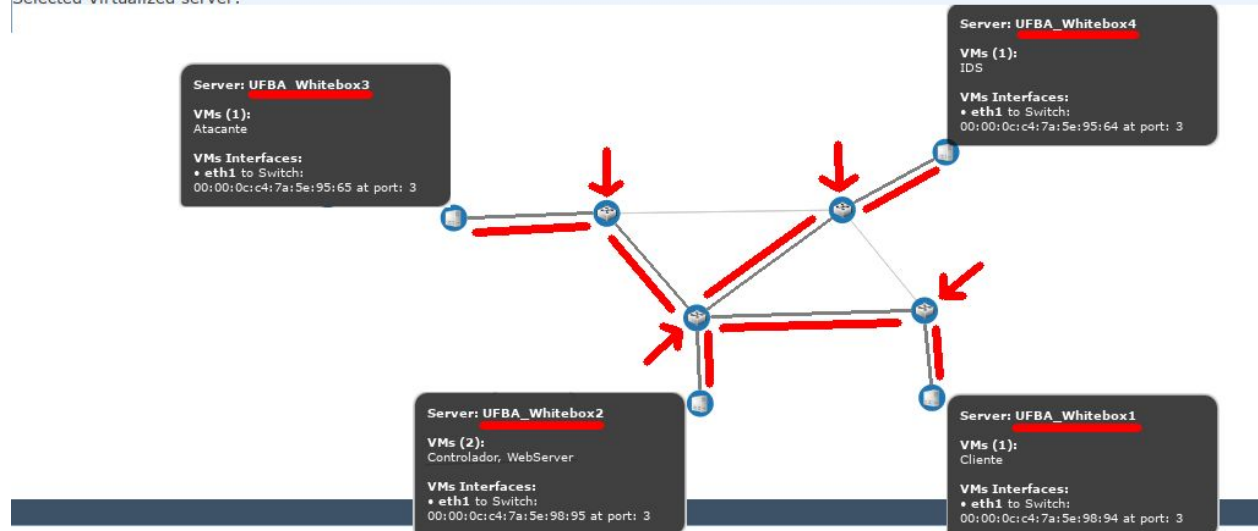 Selected virtualized server:
Server: UFBA_Whitebox3
VMs (1):
Atacante
VMs Interfaces:
• eth1 to Switch:
00:00:0c:c4:7a:5e:95:65 at port: 3
Server: UFBA_Whitebox4
VMs (1):
IDS
VMs Interfaces:
• eth1 to Switch:
00:00:0c:c4:7a:5e:95:64 at port: 3
Server: UFBA_Whitebox2
VMs (2):
Controlador, WebServer
VMs Interfaces:
• eth1 to Switch:
00:00:0c:c4:7a:5e:98:95 at port: 3
Server: UFBA_Whitebox1
VMs (1):
Cliente
VMs Interfaces:
• eth1 to Switch:
00:00:0c:c4:7a:5e:98:94 at port: 3